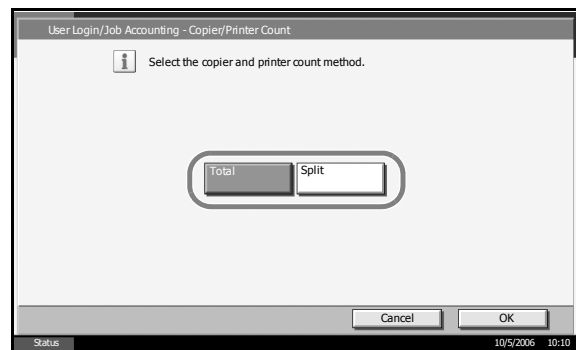 User Login/Job Accounting - Copier/Printer Count
i Select the copier and printer count method.
Total Split
Cancel OK
Status 10/5/2006 10:10